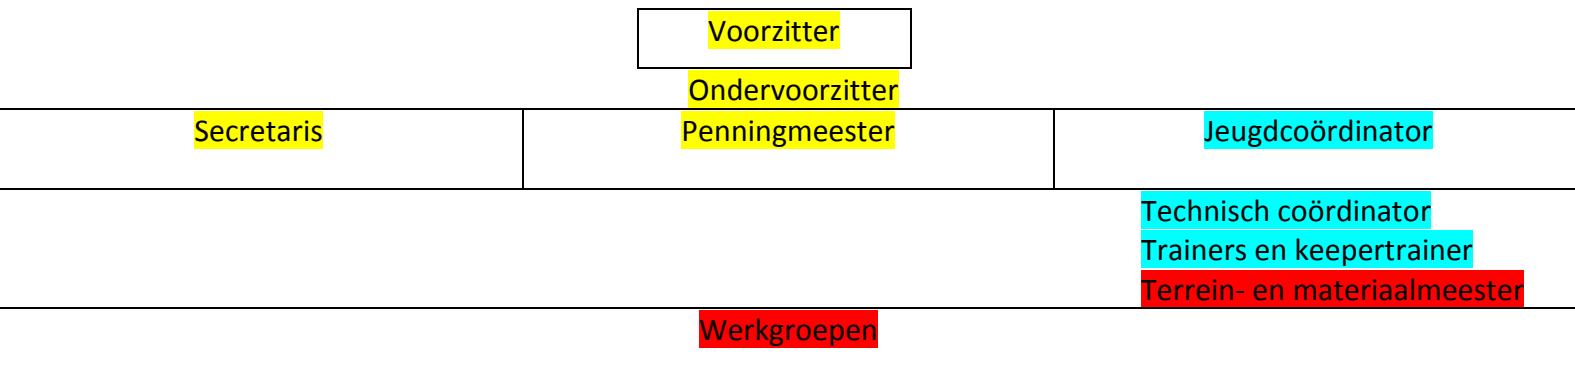 Voorzitter
Ondervoorzitter
Secretaris
Penningmeester
Jeugdcoördinator
Technisch coördinator
Trainers en keepertrainer
Terrein- en materiaalmeester
Werkgroepen